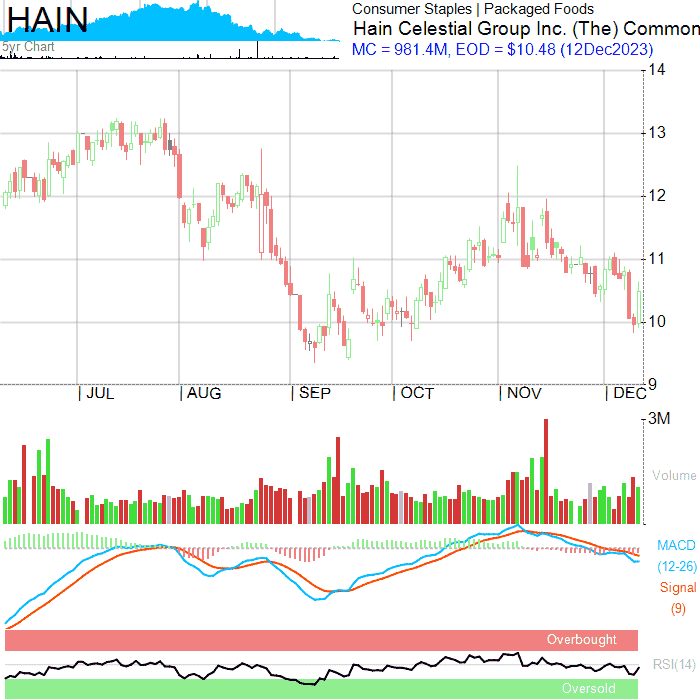 HAIN
5yr Chart
Consumer Staples | Packaged Foods
Hain Celestial Group Inc. (The) Common
MC = 981.4M, EOD = $10.48 (12Dec2023)
14
13
12
11
10
9
JUL AUG SEP OCT NOV DEC
3M
Volume
MACD
(12-26)
Signal
(9)
Overbought
RSI(14)
Oversold